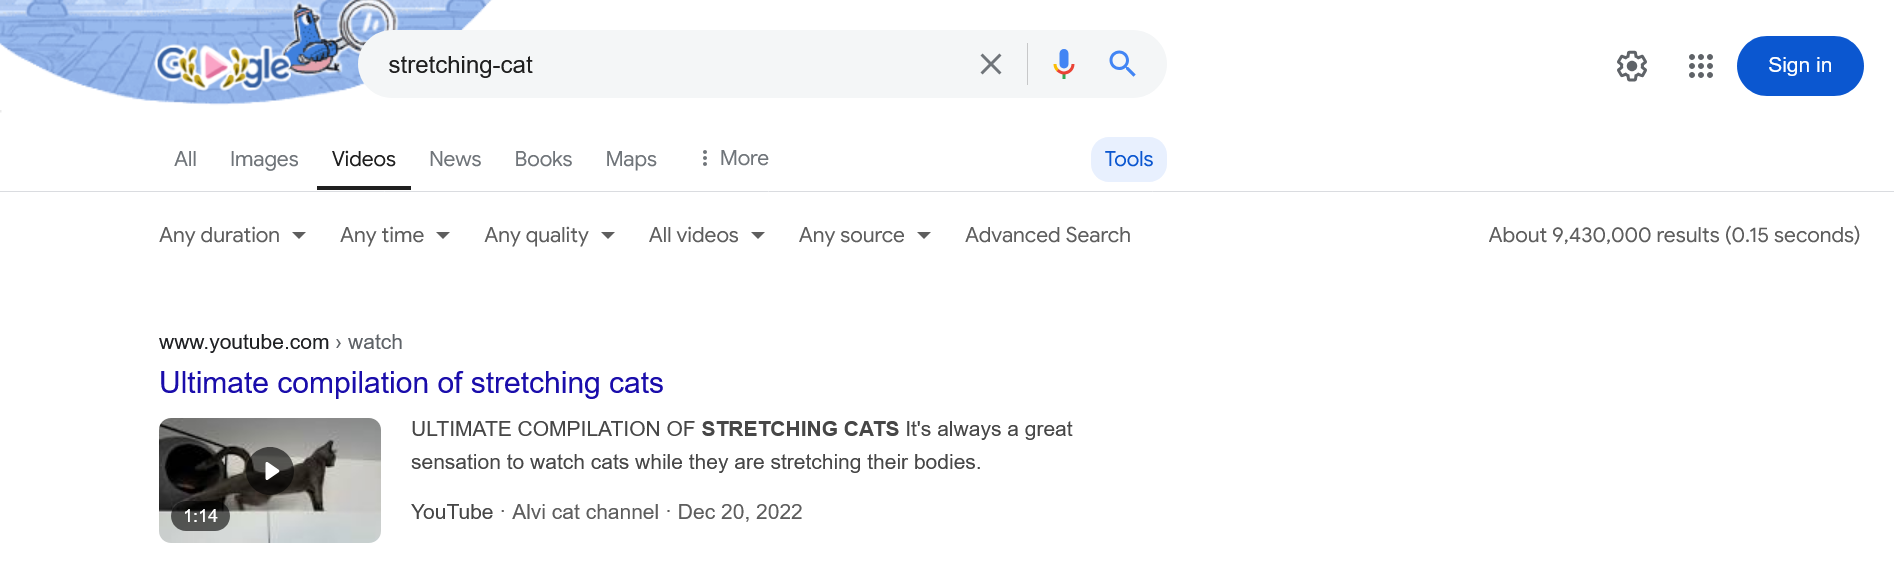 Google
stretching-cat
Sign in
All Images Videos News Books Maps More
Tools
Any duration Any time Any quality All videos Any source Advanced Search
About 9,430,000 results (0.15 seconds)
www.youtube.com › watch
Ultimate compilation of stretching cats
ULTIMATE COMPILATION OF STRETCHING CATS It's always a great
sensation to watch cats while they are stretching their bodies.
1:14
YouTube · Alvi cat channel · Dec 20, 2022